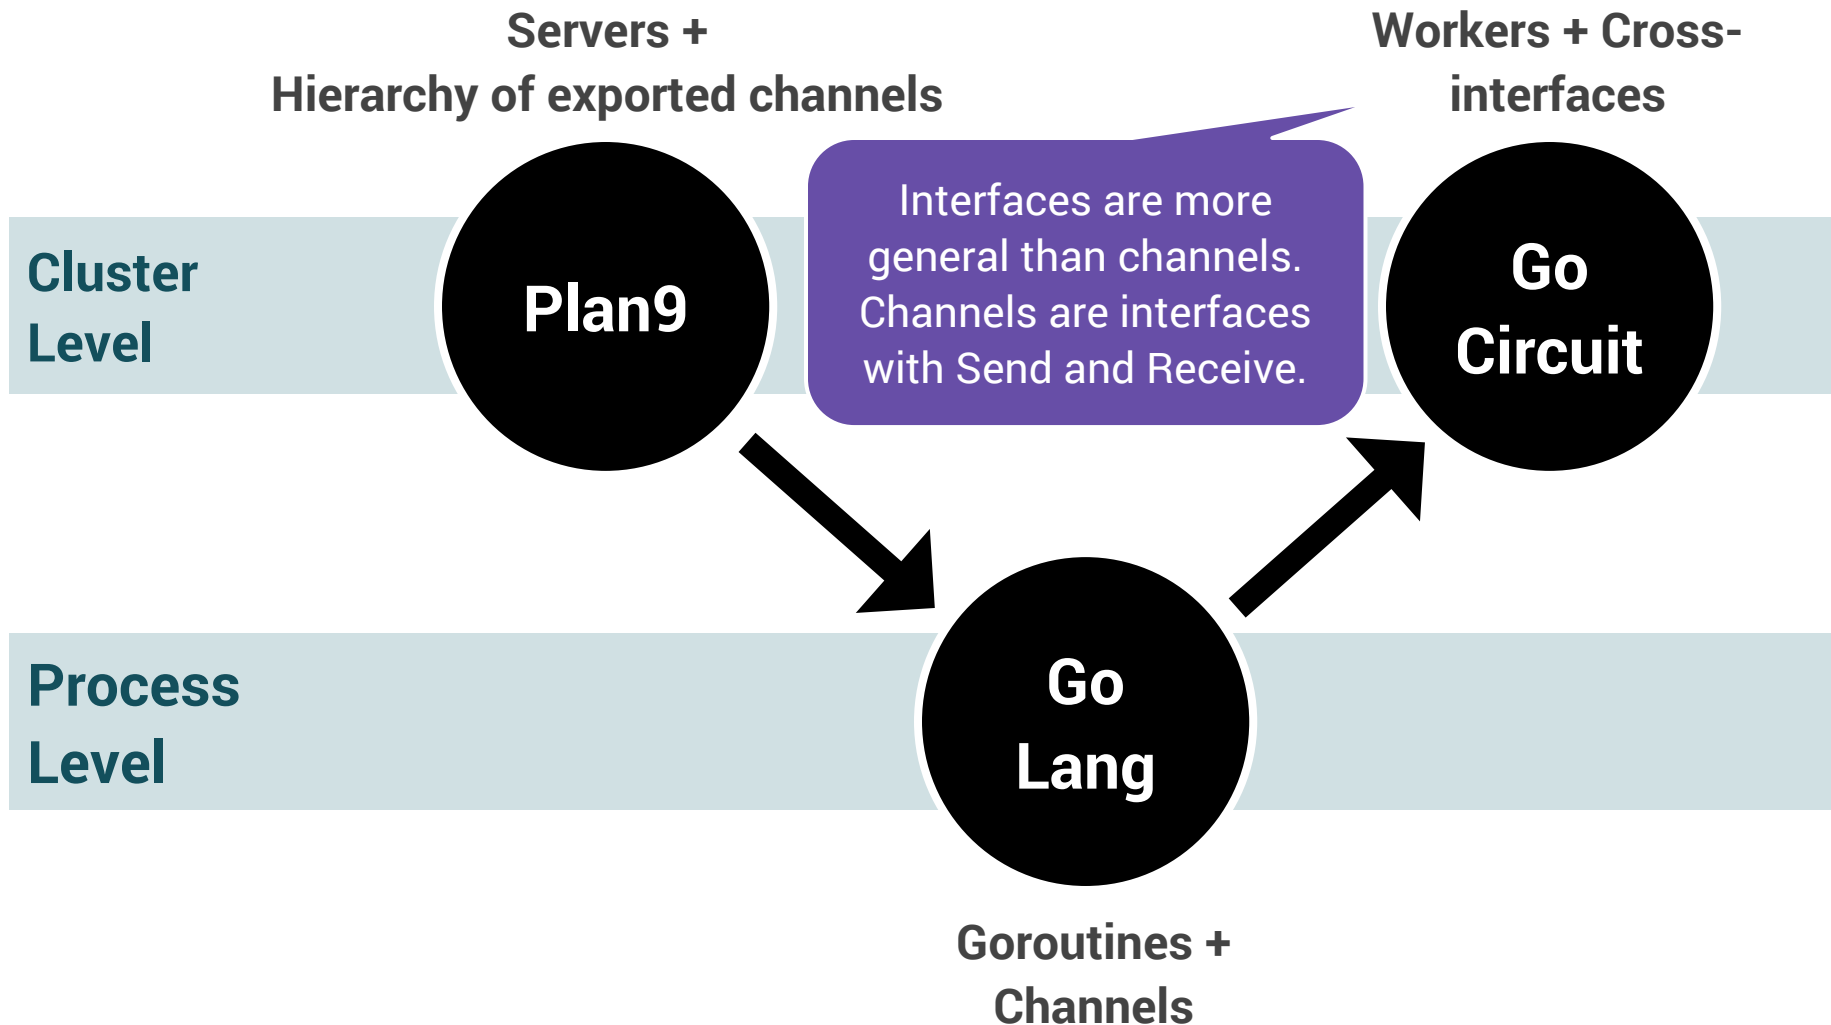 Servers +
Hierarchy of exported channels
Workers + Cross-
interfaces
Interfaces are more
general than channels.
Channels are interfaces
with Send and Receive.
Cluster
Level
Plan9
Go
Circuit
Process
Level
Go
Lang
Goroutines +
Channels